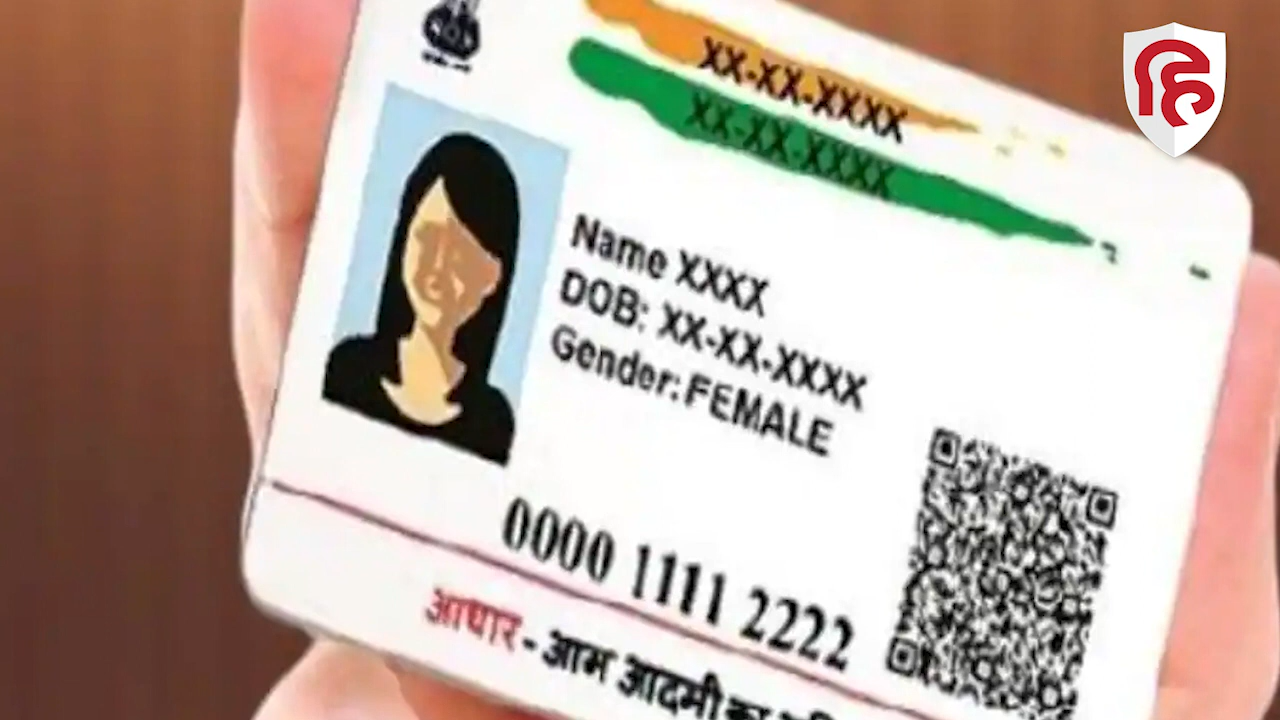 XX-XX-XXXX
XX-XX-XXXX
Name XXXX
DOB: XX-XX-XXXX
Gender: FEMALE
0000 1111 2222
आधार - आम आदमी का
हि